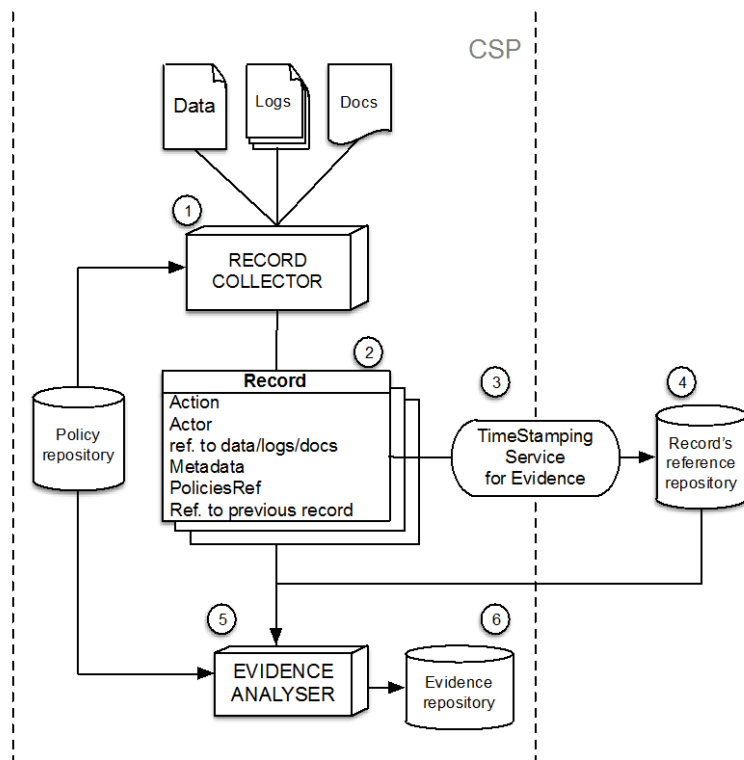 CSP
Data
Logs
Docs
1
RECORD
COLLECTOR
2
Record
Action
Actor
ref. to data/logs/docs
Metadata
PoliciesRef
Ref. to previous record
3
TimeStamping
Service
for Evidence
4
Record's
reference
repository
Policy
repository
5
EVIDENCE
ANALYSER
6
Evidence
repository